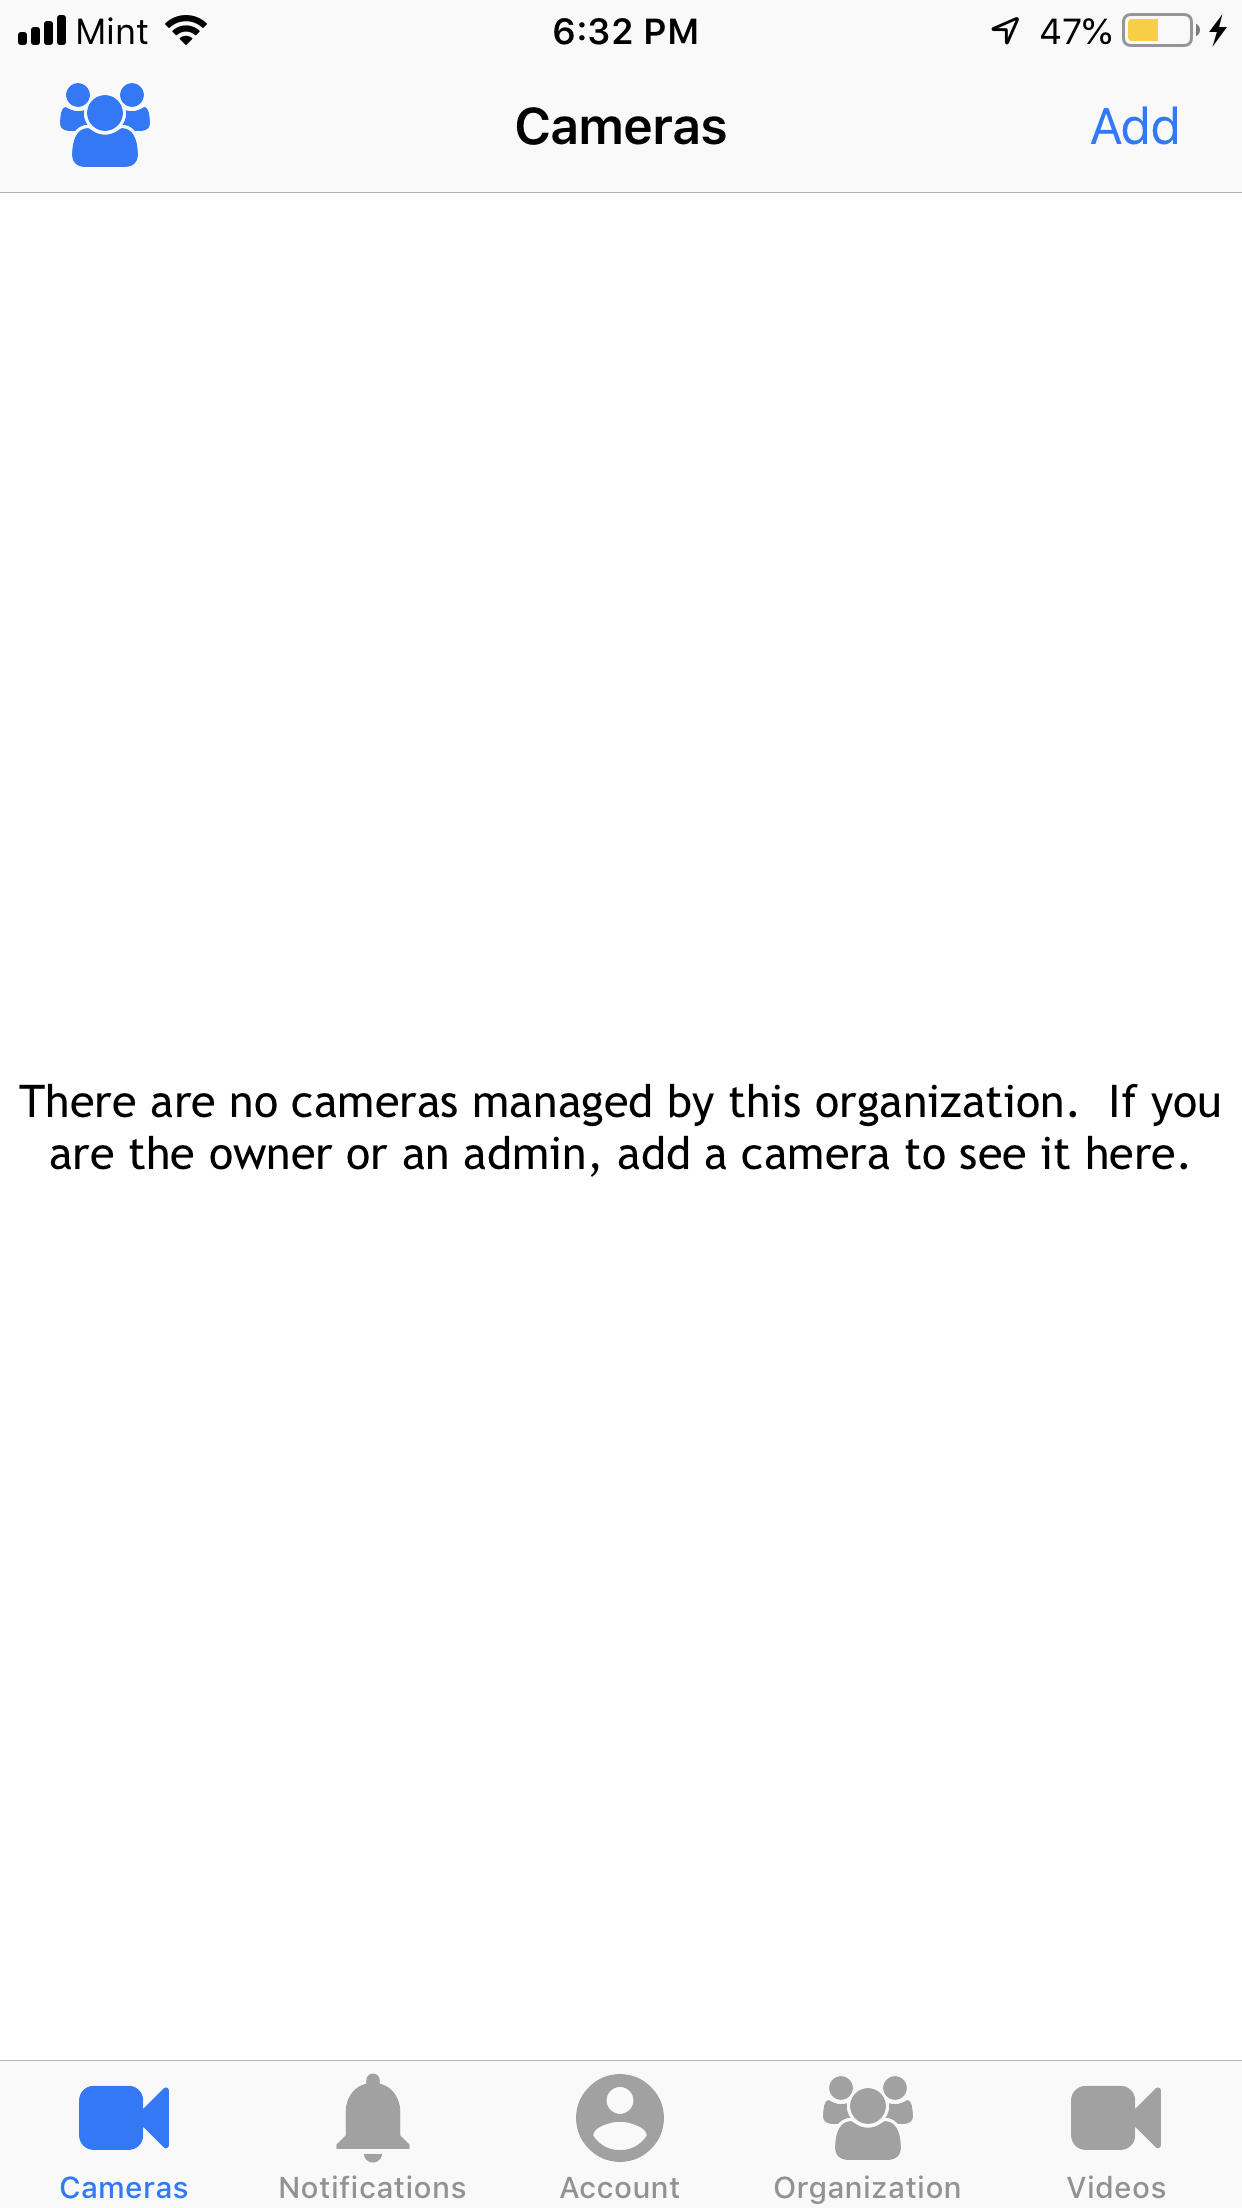 Mint 6:32 PM 47%
Cameras Add
There are no cameras managed by this organization.  If you
are the owner or an admin, add a camera to see it here.
Cameras Notifications Account Organization Videos